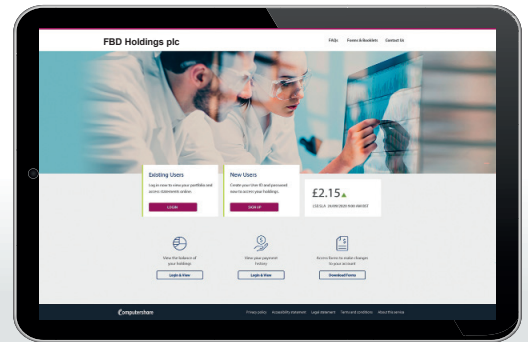 FBD Holdings plc
FAQs Forms & Booklets Contact Us
Existing Users
Log in now to view your portfolio and
access statements online.
LOGIN
New Users
Create your User ID and password
now to access your holdings.
SIGN UP
£2.15
View the balance of
your holdings
Login & View
View your payment
history
Login & View
Access Forms to make changes
to your account
Download Forms
Computershare
Privacy policy Accessibility statement Legal statement Terms and conditions About this service